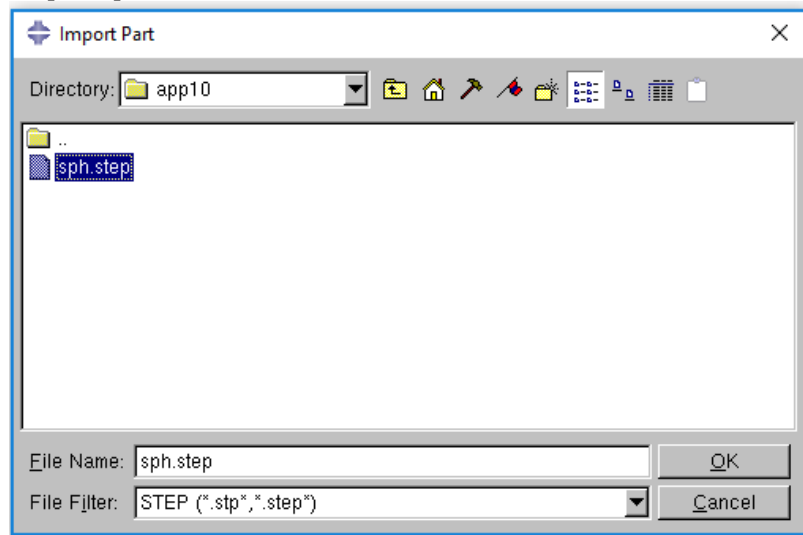 Import Part
Directory: app10
..
sph.step
File Name: sph.step OK
File Filter: STEP (*.stp*,*.step*) Cancel